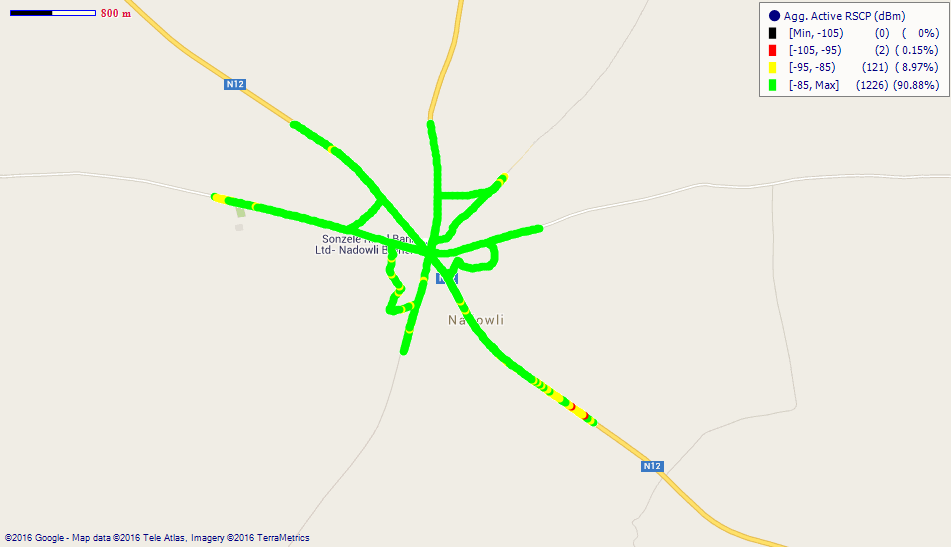 800 m
Agg. Active RSCP (dBm)
[Min, -105) (0) ( 0%)
[-105, -95) (2) ( 0.15%)
[-95, -85) (121) ( 8.97%)
[-85, Max] (1226) (90.88%)
N12
Sonzele
Ltd- Nadowli
N12
©2016 Google - Map data ©2016 Tele Atlas, Imagery ©2016 TerraMetrics